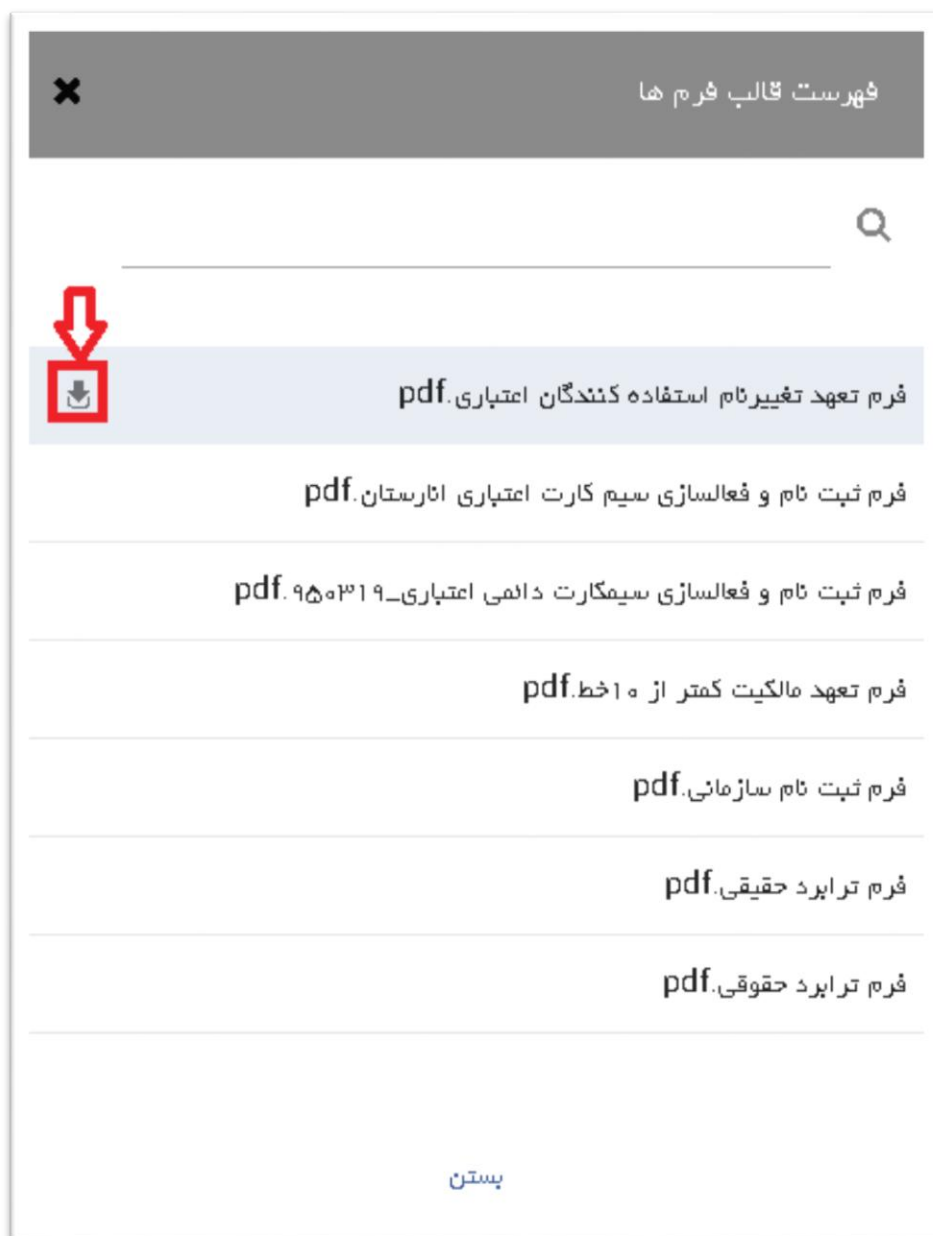 فهرست قالب فرم ها
فرم تعهد تغییرنام استفاده کنندگان اعتباری.pdf
فرم ثبت نام و فعالسازی سیم کارت اعتباری انارستان.pdf
فرم ثبت نام و فعالسازی سیمکارت دائمی اعتباری_۹۵۰۳۱۹.pdf
فرم تعهد مالکیت کمتر از ۱۰خط.pdf
فرم ثبت نام سازمانی.pdf
فرم ترابرد حقیقی.pdf
فرم ترابرد حقوقی.pdf
بستن